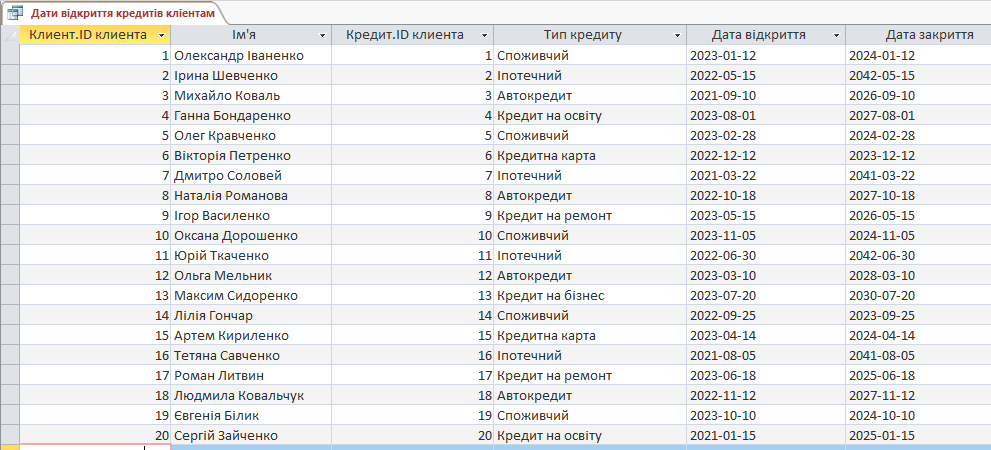 Дати відкриття кредитів клієнтам
Клиент.ID клиента Ім'я Кредит.ID клиента Тип кредиту Дата відкриття Дата закриття
1 Олександр Іваненко 1 Споживчий 2023-01-12 2024-01-12
2 Ірина Шевченко 2 Іпотечний 2022-05-15 2042-05-15
3 Михайло Коваль 3 Автокредит 2021-09-10 2026-09-10
4 Ганна Бондаренко 4 Кредит на освіту 2023-08-01 2027-08-01
5 Олег Кравченко 5 Споживчий 2023-02-28 2024-02-28
6 Вікторія Петренко 6 Кредитна карта 2022-12-12 2023-12-12
7 Дмитро Соловей 7 Іпотечний 2021-03-22 2041-03-22
8 Наталія Романова 8 Автокредит 2022-10-18 2027-10-18
9 Ігор Василенко 9 Кредит на ремонт 2023-05-15 2026-05-15
10 Оксана Дорошенко 10 Споживчий 2023-11-05 2024-11-05
11 Юрій Ткаченко 11 Іпотечний 2022-06-30 2042-06-30
12 Ольга Мельник 12 Автокредит 2023-03-10 2028-03-10
13 Максим Сидоренко 13 Кредит на бізнес 2023-07-20 2030-07-20
14 Лілія Гончар 14 Споживчий 2022-09-25 2023-09-25
15 Артем Кириленко 15 Кредитна карта 2023-04-14 2024-04-14
16 Тетяна Савченко 16 Іпотечний 2021-08-05 2041-08-05
17 Роман Литвин 17 Кредит на ремонт 2023-06-18 2025-06-18
18 Людмила Ковальчук 18 Автокредит 2022-11-12 2027-11-12
19 Євгенія Білик 19 Споживчий 2023-10-10 2024-10-10
20 Сергій Зайченко 20 Кредит на освіту 2021-01-15 2025-01-15